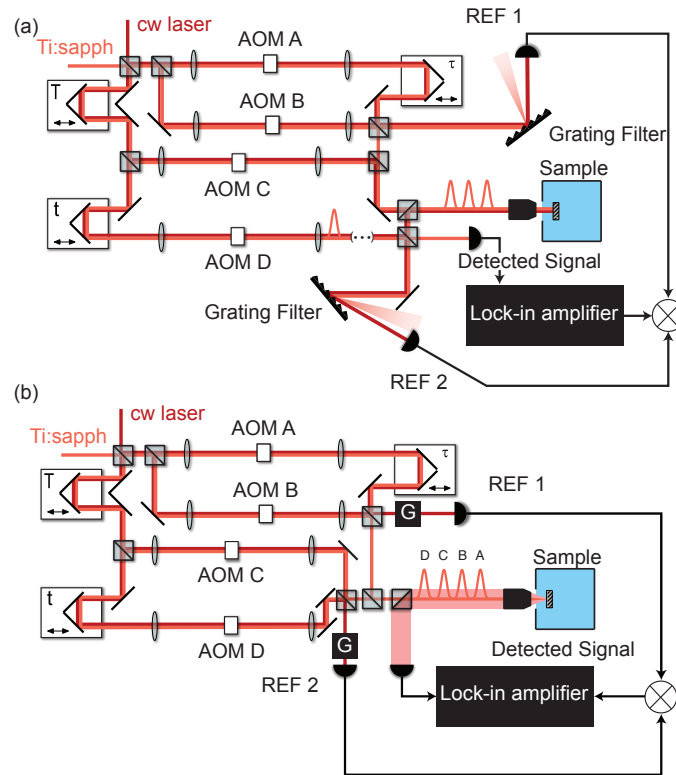 (a)
cw laser
Ti:sapph
AOM A
REF 1
T
τ
AOM B
Grating Filter
AOM C
Sample
t
(...)
AOM D
Detected Signal
Grating Filter
Lock-in amplifier
REF 2
(b)
cw laser
Ti:sapph
AOM A
T
τ
REF 1
AOM B
G
AOM C
D C B A
Sample
t
AOM D
G
Detected Signal
REF 2
Lock-in amplifier